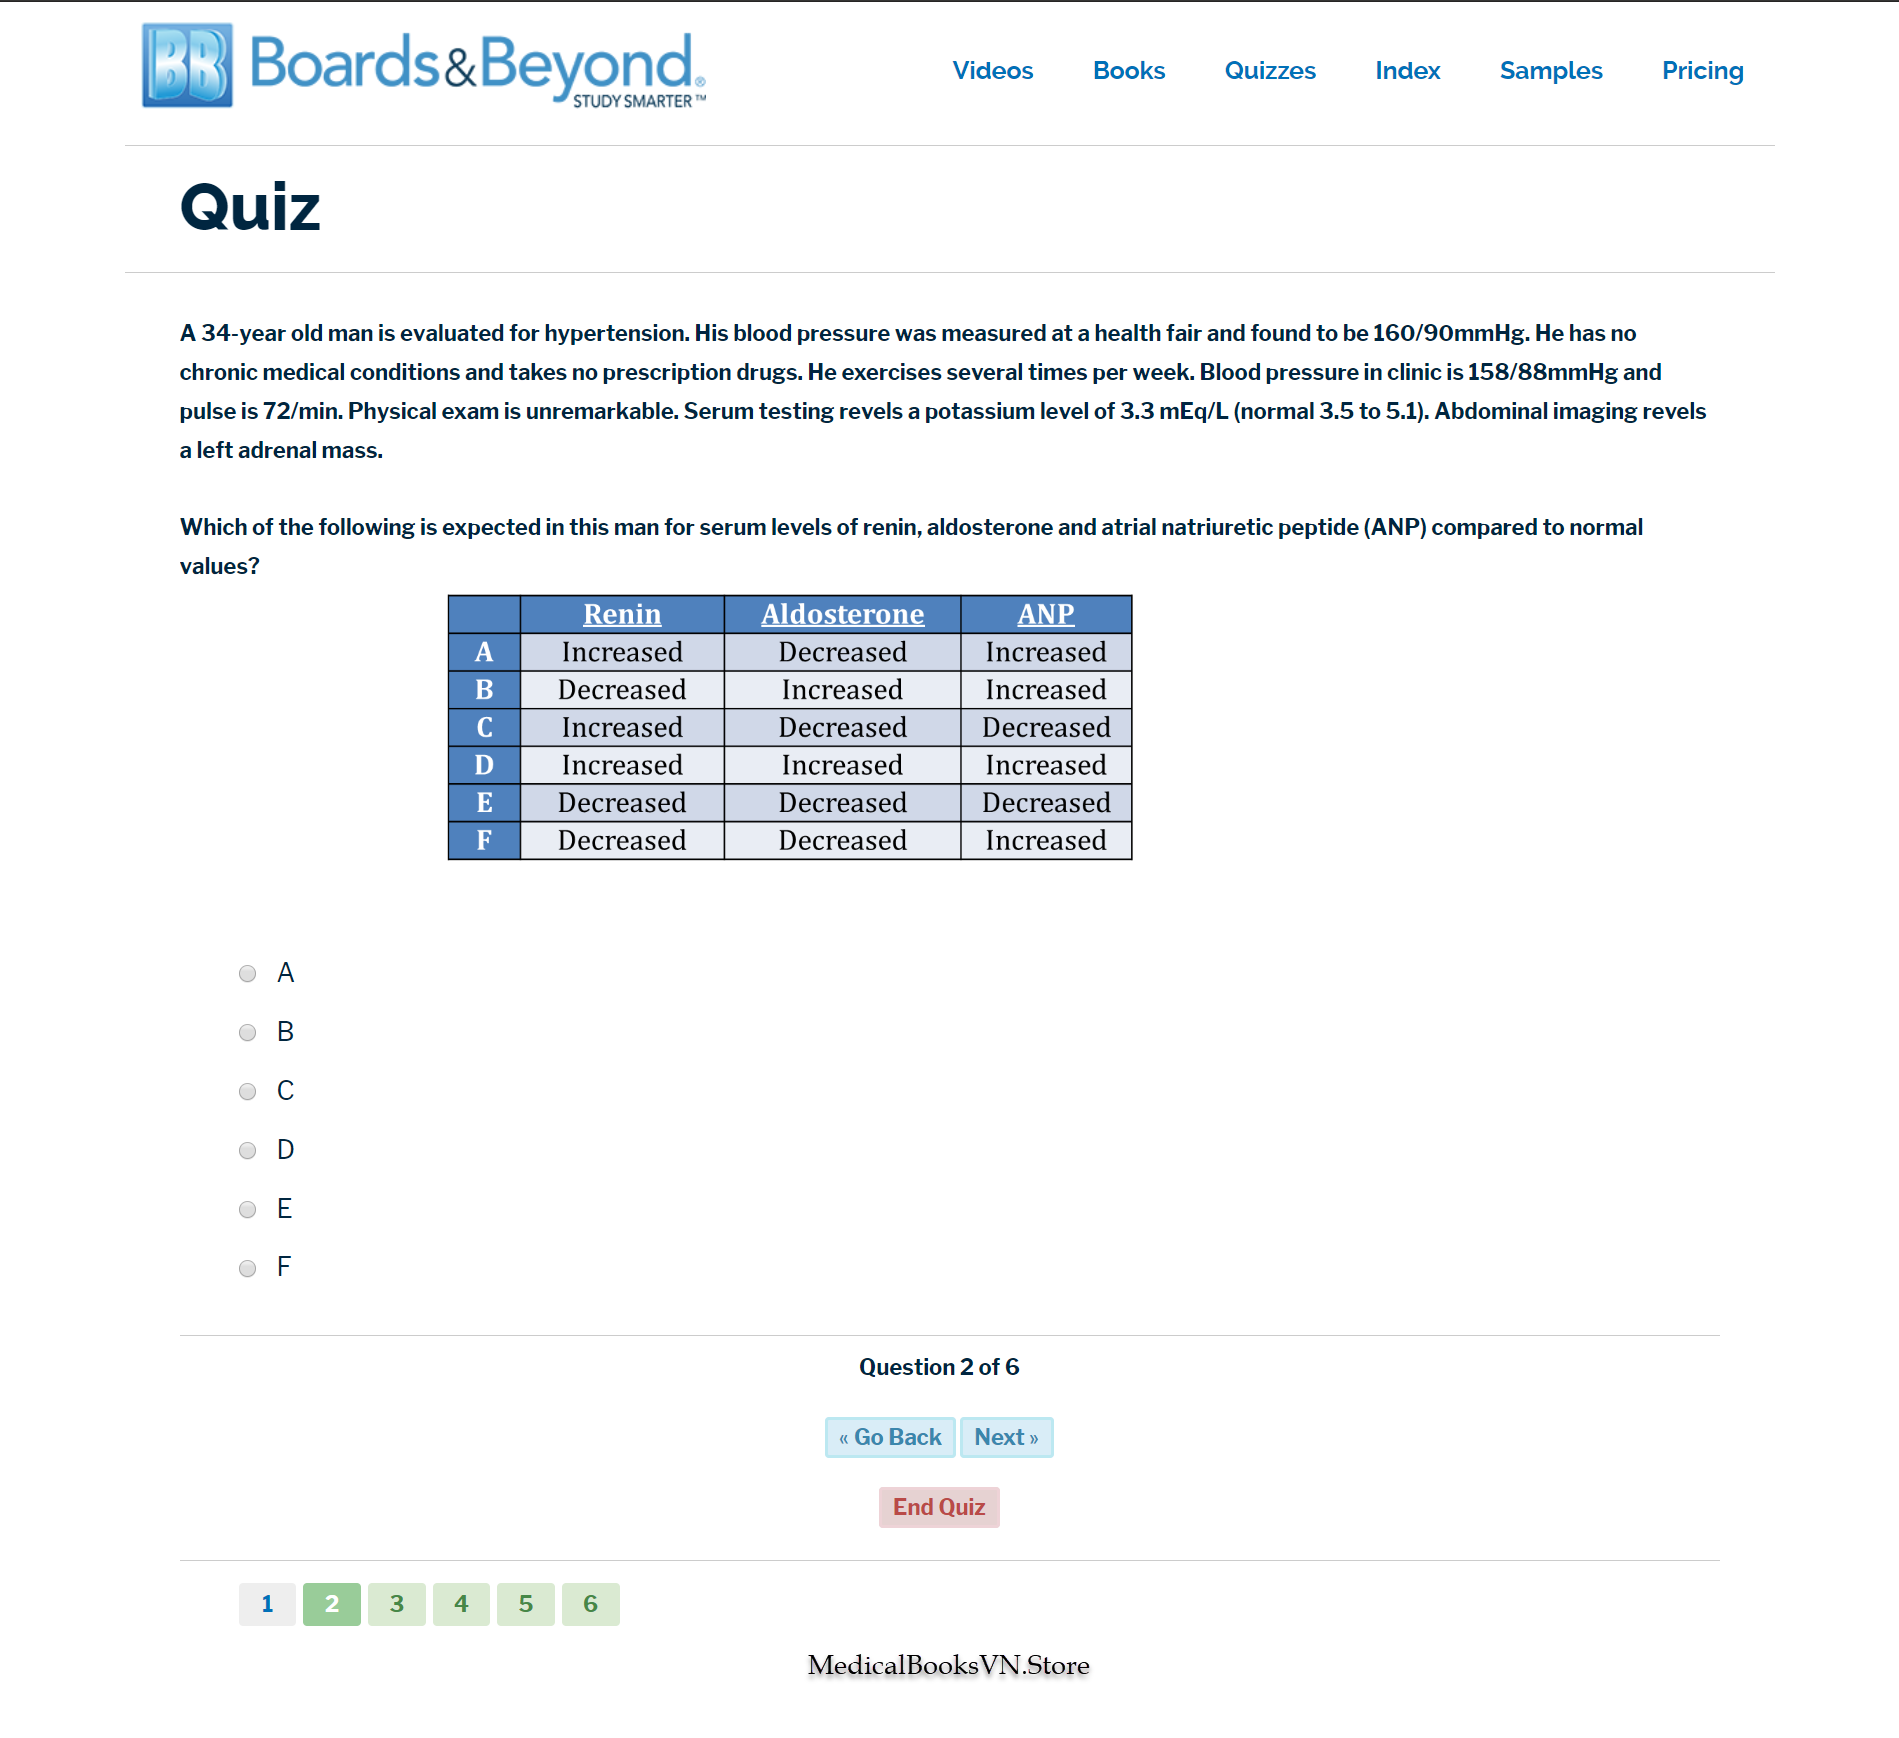 BB Boards&Beyond®
STUDY SMARTER™
Videos Books Quizzes Index Samples Pricing
Quiz
A 34-year old man is evaluated for hypertension. His blood pressure was measured at a health fair and found to be 160/90mmHg. He has no
chronic medical conditions and takes no prescription drugs. He exercises several times per week. Blood pressure in clinic is 158/88mmHg and
pulse is 72/min. Physical exam is unremarkable. Serum testing revels a potassium level of 3.3 mEq/L (normal 3.5 to 5.1). Abdominal imaging revels
a left adrenal mass.
Which of the following is expected in this man for serum levels of renin, aldosterone and atrial natriuretic peptide (ANP) compared to normal
values?
Renin Aldosterone ANP
A Increased Decreased Increased
B Decreased Increased Increased
C Increased Decreased Decreased
D Increased Increased Increased
E Decreased Decreased Decreased
F Decreased Decreased Increased
A
B
C
D
E
F
Question 2 of 6
« Go Back Next »
End Quiz
1 2 3 4 5 6
MedicalBooksVN.Store